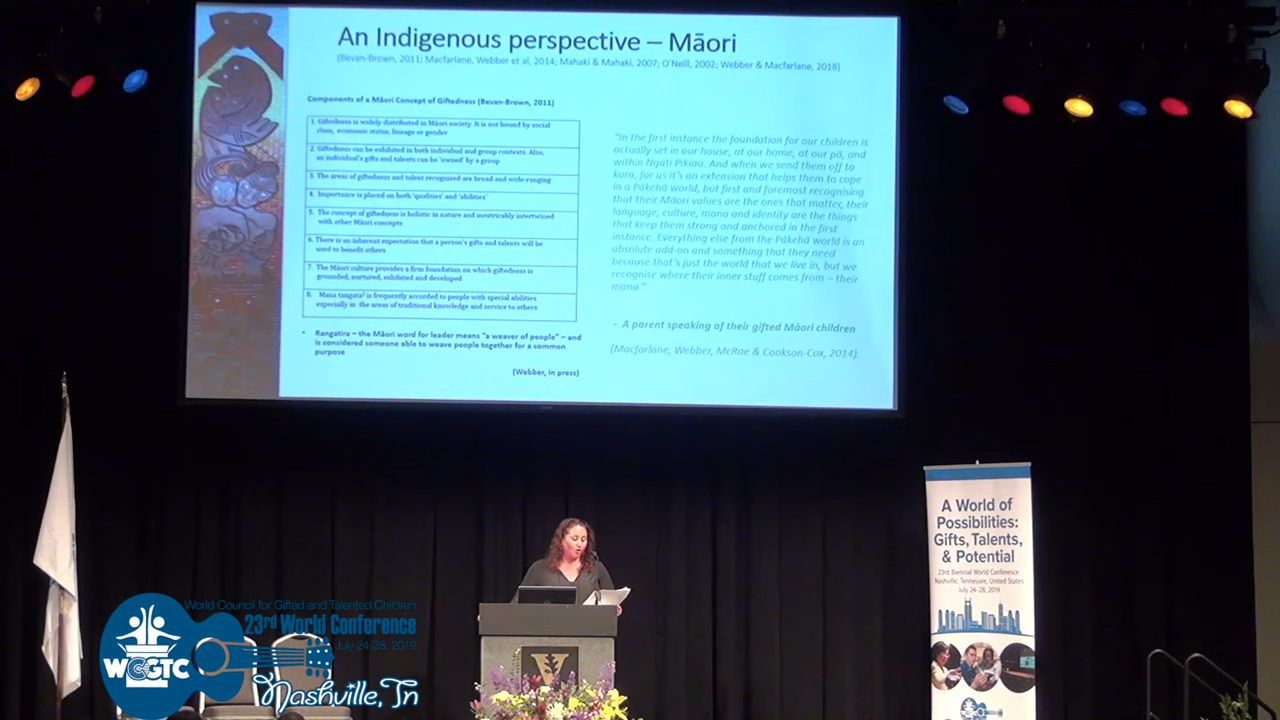 An Indigenous perspective – Māori
(Bevan-Brown, 2011; Macfarlane, Webber et al, 2014; Mahaki & Mahaki, 2007; O'Neill, 2002; Webber & Macfarlane, 2018)
Components of a Māori Concept of Giftedness (Bevan-Brown, 2011)
1. Giftedness is widely distributed in Māori society. It is not bound by social
class, economic status, lineage or gender
2. Giftedness can be exhibited in both individual and group contexts. Also,
an individual's gifts and talents can be 'owned' by a group
3. The areas of giftedness and talent recognized are broad and wide-ranging
4. Importance is placed on both 'qualities' and 'abilities'
5. The concept of giftedness is holistic in nature and inextricably intertwined
with other Māori concepts
6. There is an inherent expectation that a person's gifts and talents will be
used to benefit others
7. The Māori culture provides a firm foundation on which giftedness is
grounded, nurtured, exhibited and developed
8. Mana tangata² is frequently accorded to people with special abilities
especially in the areas of traditional knowledge and service to others
• Rangatira – the Māori word for leader means "a weaver of people" – and
is considered someone able to weave people together for a common
purpose
(Webber, in press)
"In the first instance the foundation for our children is
actually set in our house, at our home, at our pā, and
within Ngāti Pikiao. And when we send them off to
kura, for us it's an extension that helps them to cope
in a Pākehā world, but first and foremost recognising
that their Māori values are the ones that matter, their
language, culture, mana and identity are the things
that keep them strong and anchored in the first
instance. Everything else from the Pākehā world is an
absolute add-on and something that they need
because that's just the world that we live in, but we
recognise where their inner stuff comes from – their
mana."
- A parent speaking of their gifted Māori children
(Macfarlane, Webber, McRae & Cookson-Cox, 2014).
A World of
Possibilities:
Gifts, Talents,
& Potential
23rd Biennial World Conference
Nashville, Tennessee, United States
July 24–28, 2019
World Council for Gifted and Talented Children
23rd World Conference
July 24-28, 2019
WCGTC
Nashville, Tn
V